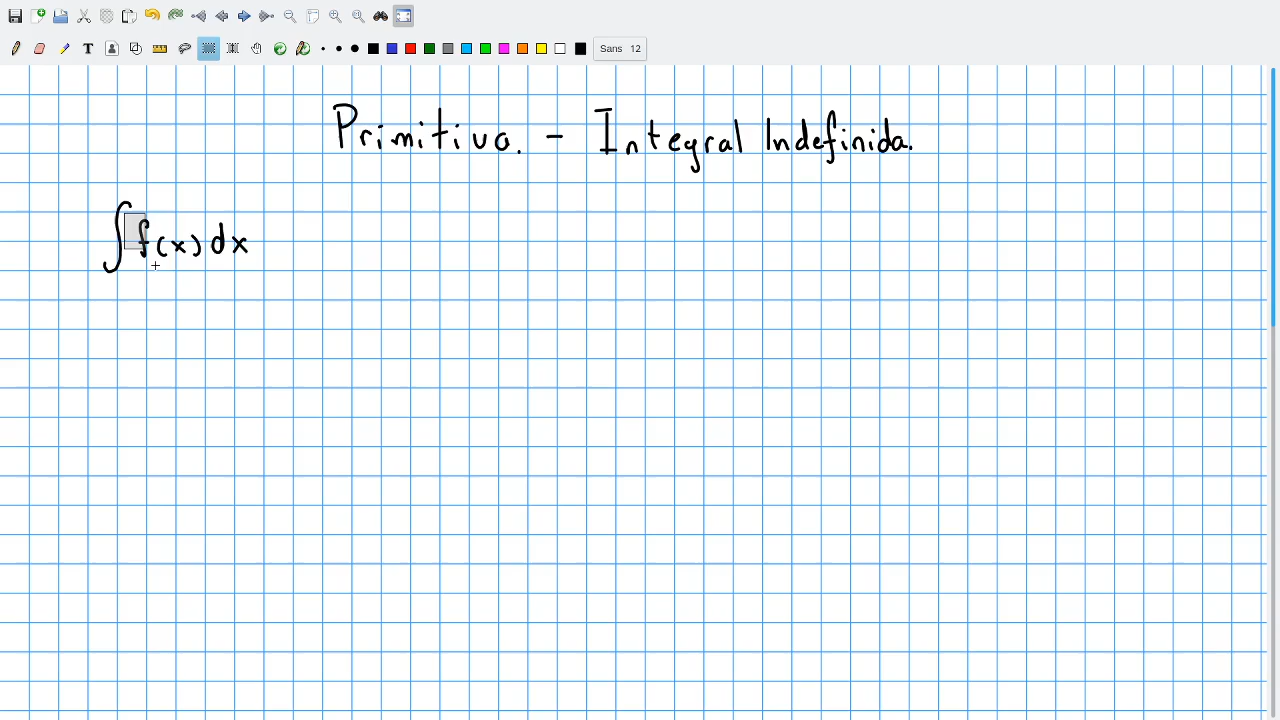 Sans 12
Primitiva. - Integral Indefinida.
∫ f(x) dx